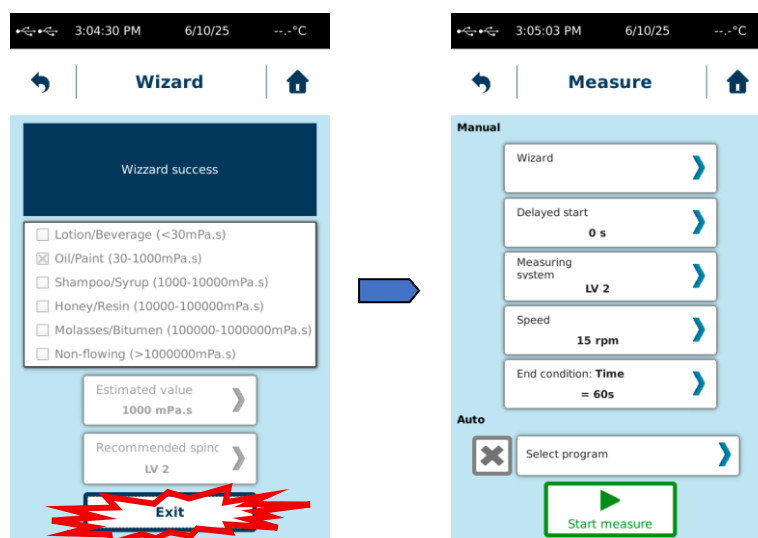 3:04:30 PM 6/10/25 --.-°C
Wizard
Wizzard success
Lotion/Beverage (<30mPa.s)
Oil/Paint (30-1000mPa.s)
Shampoo/Syrup (1000-10000mPa.s)
Honey/Resin (10000-100000mPa.s)
Molasses/Bitumen (100000-1000000mPa.s)
Non-flowing (>1000000mPa.s)
Estimated value
1000 mPa.s
Recommended spinc
LV 2
Exit
3:05:03 PM 6/10/25 --.-°C
Measure
Manual
Wizard
Delayed start
0 s
Measuring
system
LV 2
Speed
15 rpm
End condition: Time
= 60s
Auto
Select program
Start measure